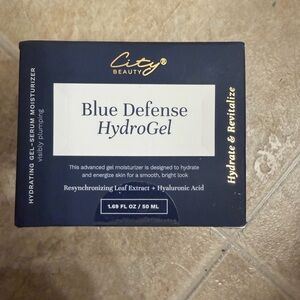 City®
BEAUTY
HYDRATING GEL-SERUM MOISTURIZER
visibly plumping
Blue Defense
HydroGel
This advanced gel moisturizer is designed to hydrate
and energize skin for a smooth, bright look
Resynchronizing Leaf Extract + Hyaluronic Acid
1.69 FL OZ / 50 ML
Hydrate & Revitalize